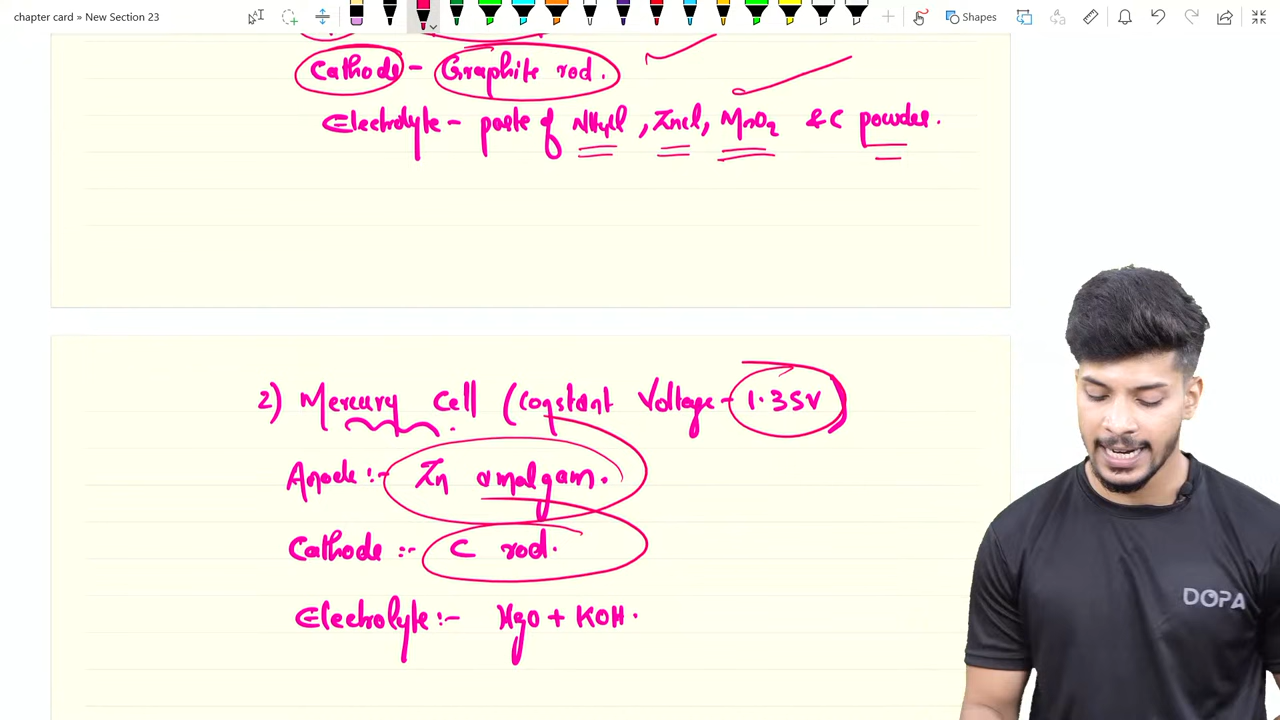 chapter card » New Section 23
Shapes
Cathode - Graphite rod.
Electrolyte - paste of NH4Cl, ZnCl, MnO2 & C powder.
2) Mercury Cell (constant Voltage - 1.35V)
Anode :- Zn amalgam.
Cathode :- C rod.
Electrolyte :- HgO + KOH.
DOPA